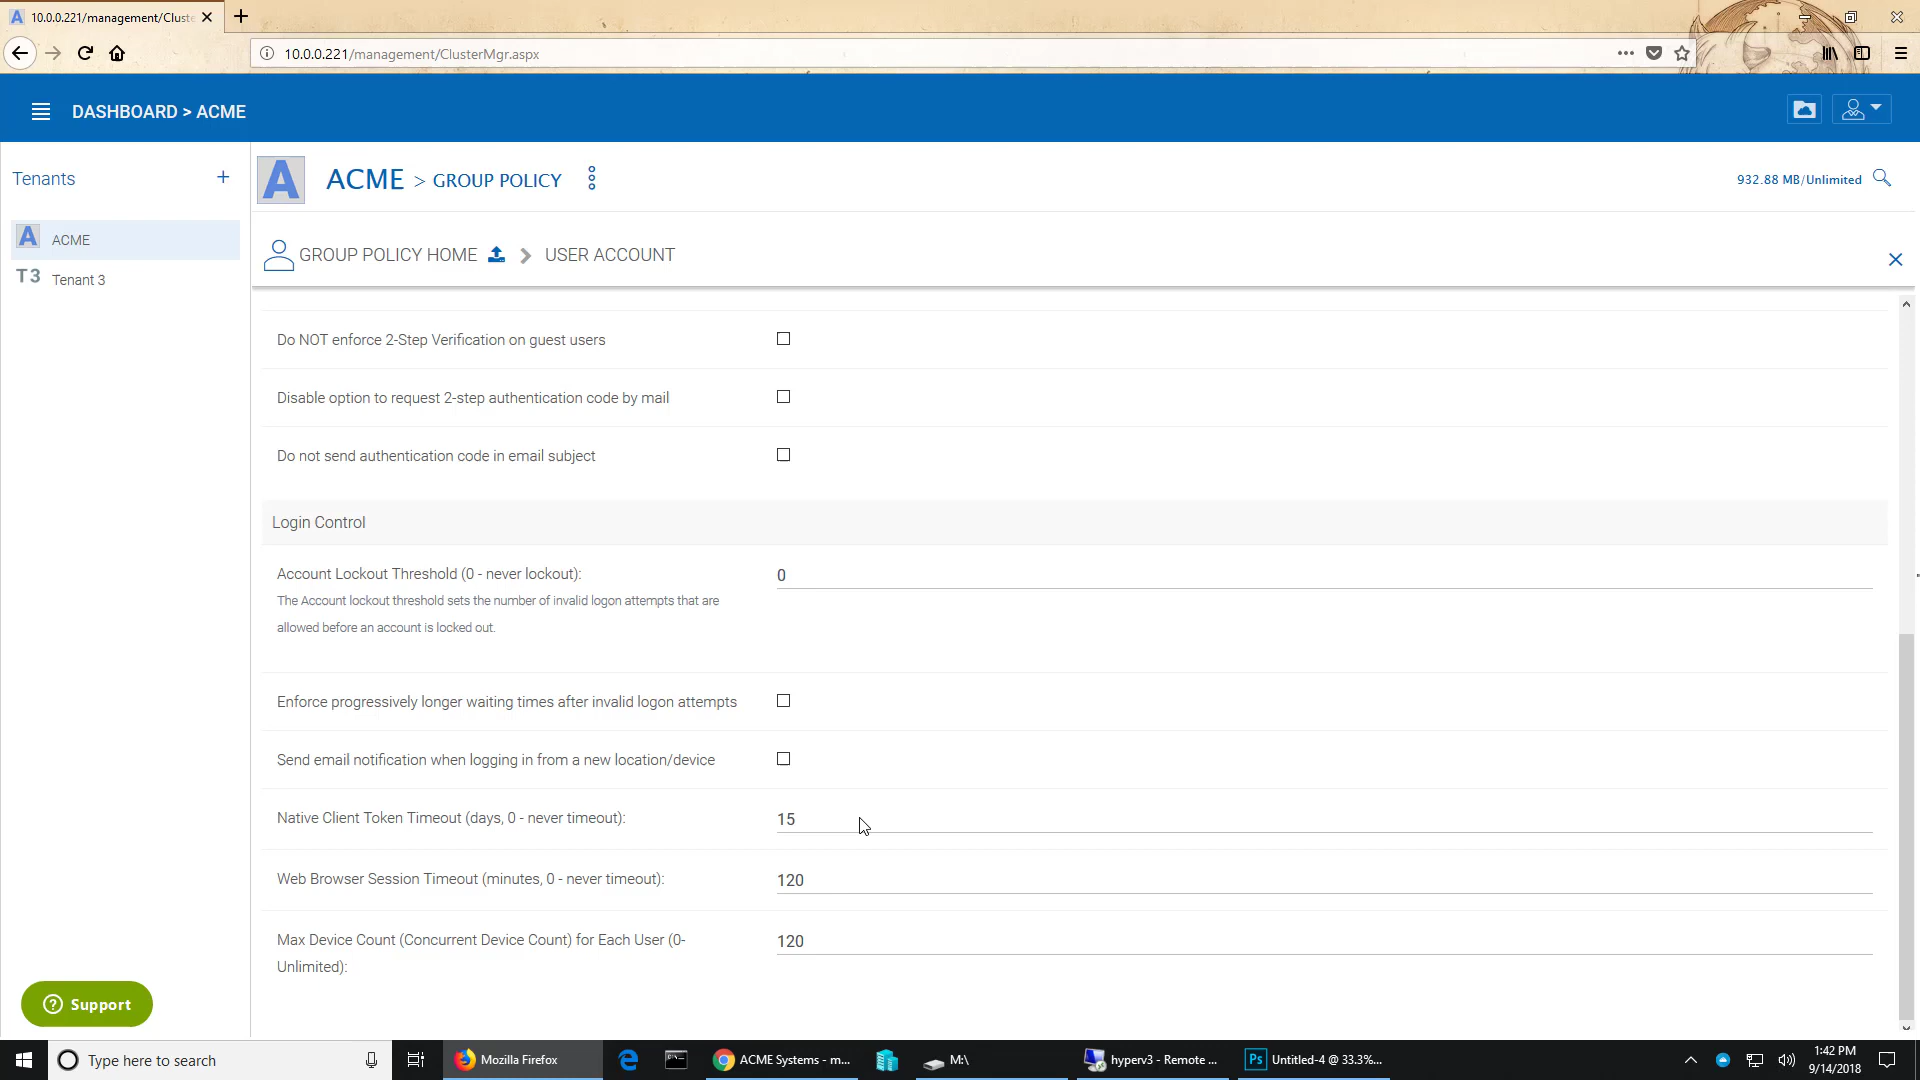 10.0.0.221/management/Cluste
10.0.0.221/management/ClusterMgr.aspx
DASHBOARD > ACME
Tenants +
A ACME > GROUP POLICY
932.88 MB/Unlimited
A ACME
T3 Tenant 3
GROUP POLICY HOME USER ACCOUNT
Do NOT enforce 2-Step Verification on guest users
Disable option to request 2-step authentication code by mail
Do not send authentication code in email subject
Login Control
Account Lockout Threshold (0 - never lockout):
0
The Account lockout threshold sets the number of invalid logon attempts that are
allowed before an account is locked out.
Enforce progressively longer waiting times after invalid logon attempts
Send email notification when logging in from a new location/device
Native Client Token Timeout (days, 0 - never timeout):
15
Web Browser Session Timeout (minutes, 0 - never timeout):
120
Max Device Count (Concurrent Device Count) for Each User (0-
Unlimited):
120
Support
Type here to search
Mozilla Firefox
ACME Systems - m...
M:\
hyperv3 - Remote ...
Ps Untitled-4 @ 33.3%...
1:42 PM
9/14/2018